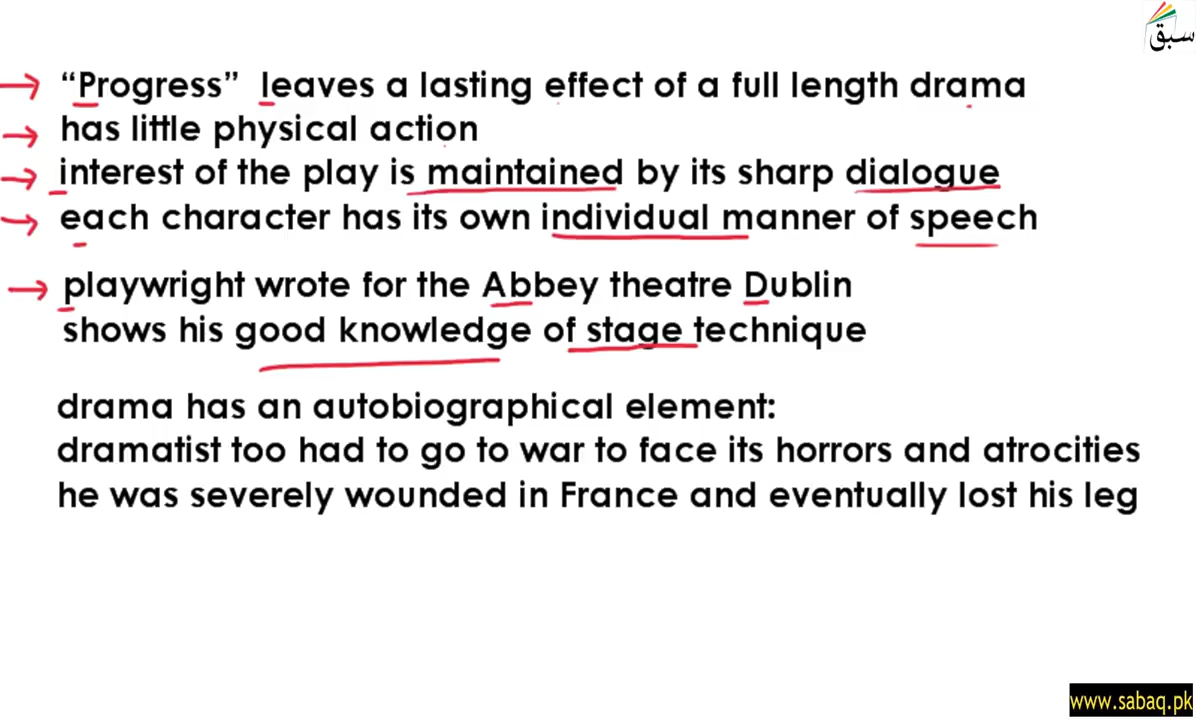 سبق
“Progress” leaves a lasting effect of a full length drama
has little physical action
interest of the play is maintained by its sharp dialogue
each character has its own individual manner of speech
playwright wrote for the Abbey theatre Dublin
shows his good knowledge of stage technique
drama has an autobiographical element:
dramatist too had to go to war to face its horrors and atrocities
he was severely wounded in France and eventually lost his leg
www.sabaq.pk